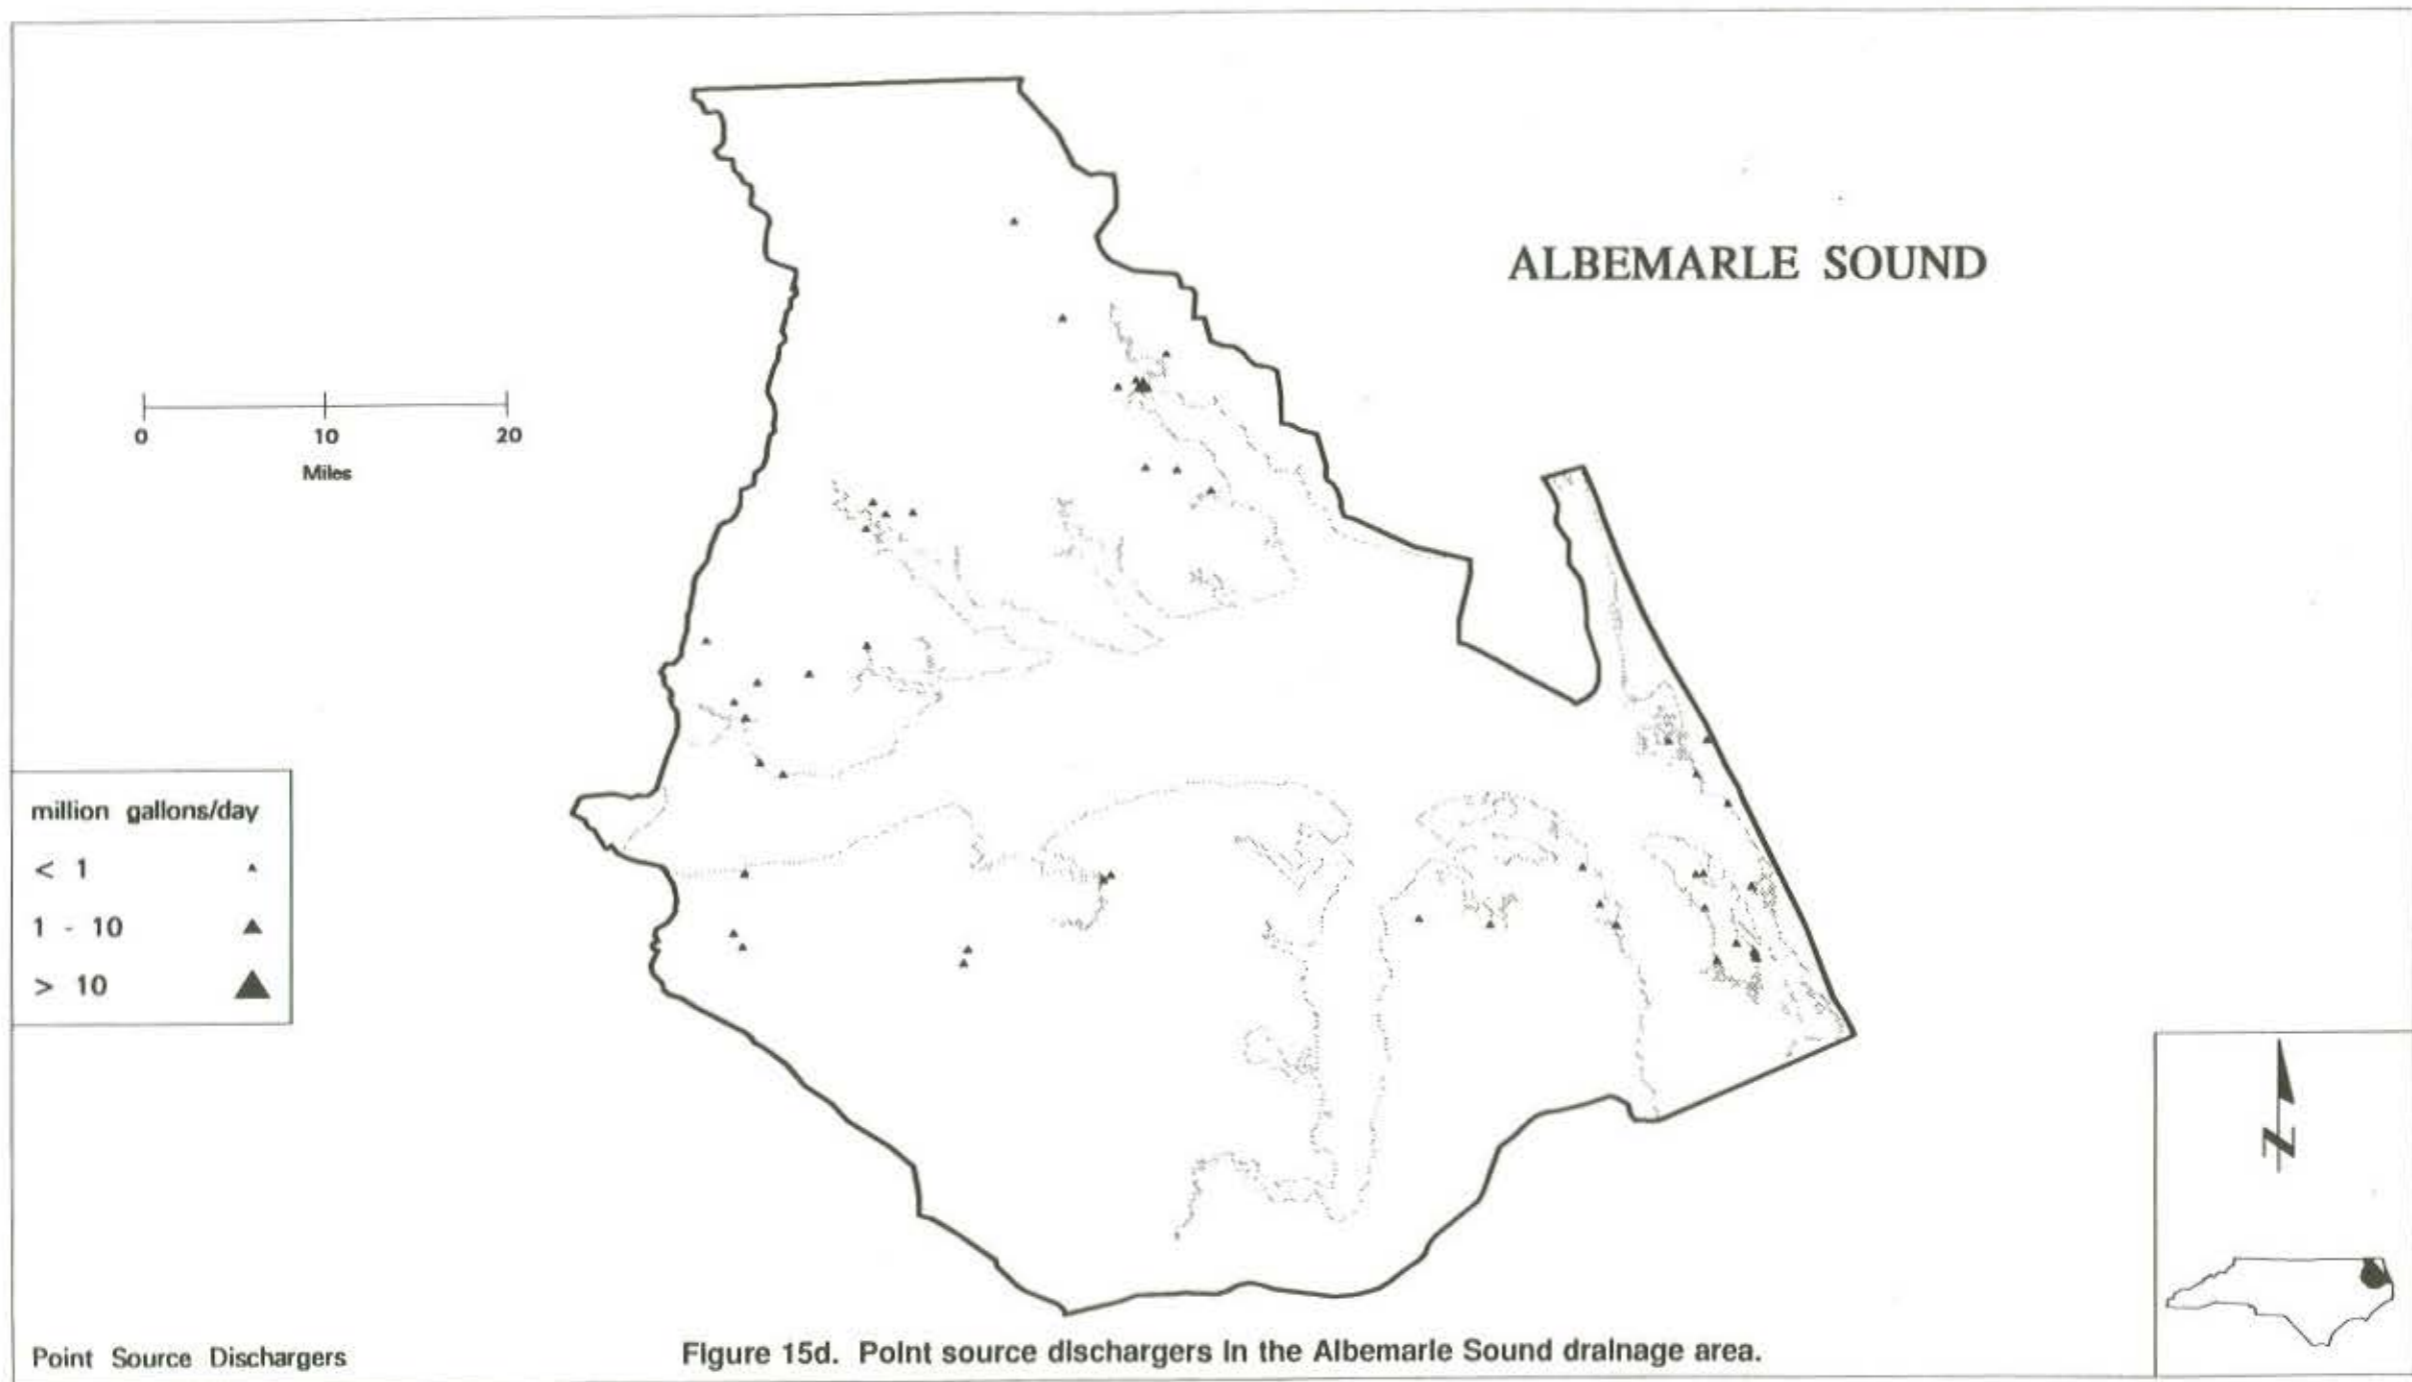 ALBEMARLE SOUND
0 10 20
Miles
million gallons/day
< 1
1 - 10
> 10
N
Point Source Dischargers
Figure 15d. Point source dischargers in the Albemarle Sound drainage area.